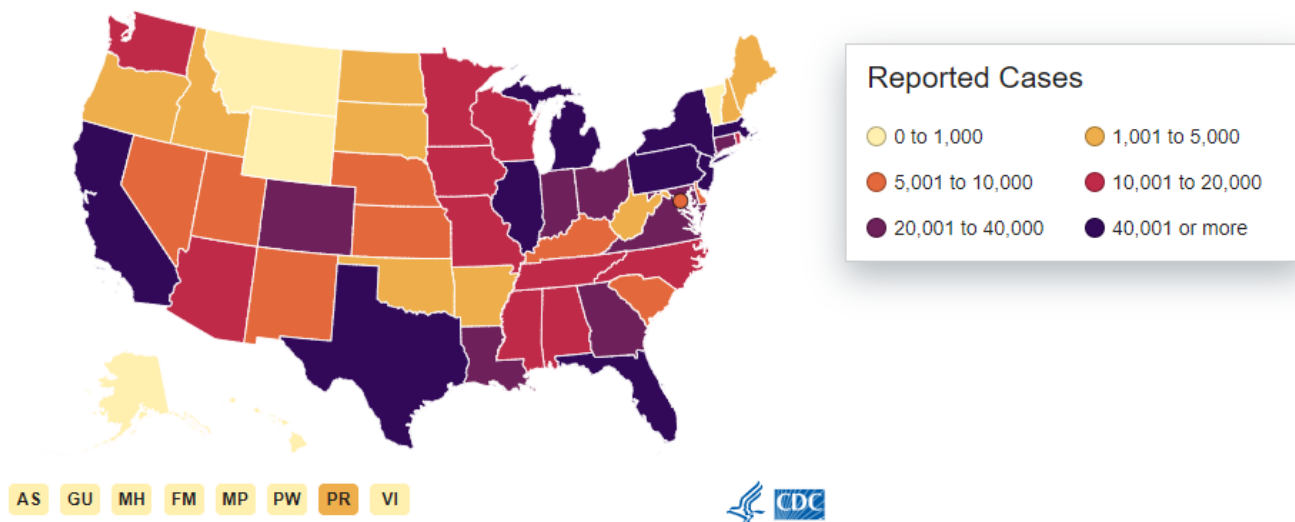 Reported Cases
0 to 1,000
1,001 to 5,000
5,001 to 10,000
10,001 to 20,000
20,001 to 40,000
40,001 or more
AS GU MH FM MP PW PR VI
CDC